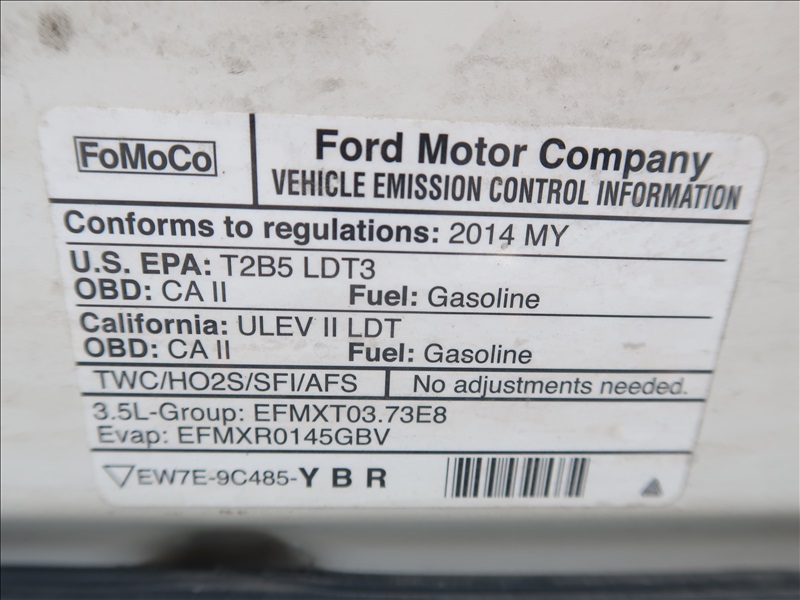 FoMoCo
Ford Motor Company
VEHICLE EMISSION CONTROL INFORMATION
Conforms to regulations: 2014 MY
U.S. EPA: T2B5 LDT3
OBD: CA II Fuel: Gasoline
California: ULEV II LDT
OBD: CA II Fuel: Gasoline
TWC/HO2S/SFI/AFS No adjustments needed.
3.5L-Group: EFMXT03.73E8
Evap: EFMXR0145GBV
EW7E-9C485-Y B R